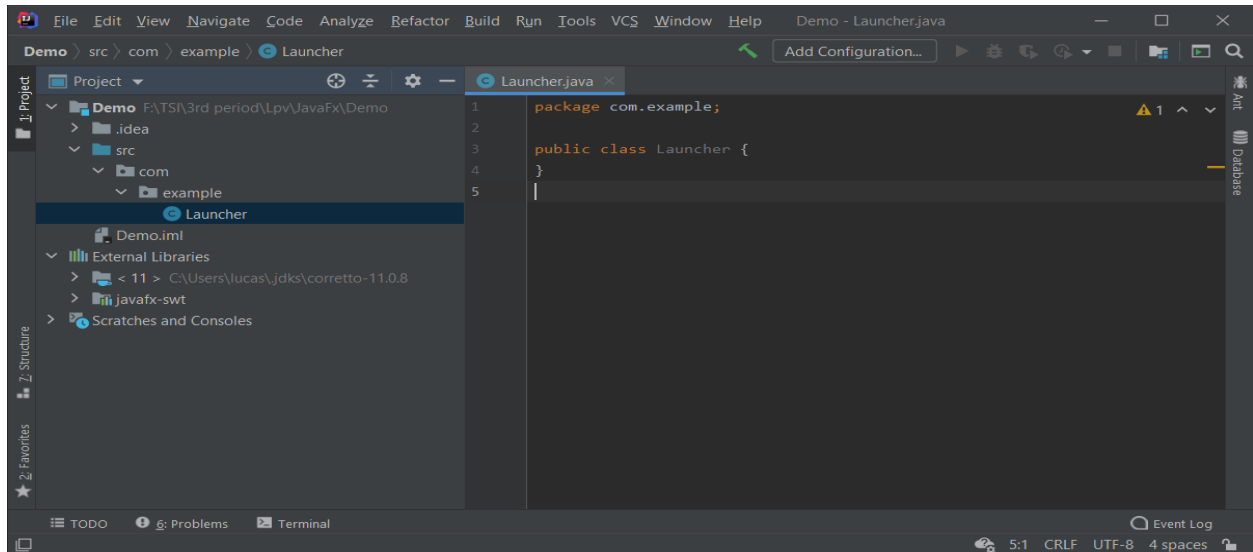 File Edit View Navigate Code Analyze Refactor Build Run Tools VCS Window Help Demo - Launcher.java
Demo src com example Launcher Add Configuration...
1: Project
Project
Demo F:\TSI\3rd period\Lpv\JavaFx\Demo
.idea
src
com
example
Launcher
Demo.iml
External Libraries
< 11 > C:\Users\lucas\.jdks\corretto-11.0.8
javafx-swt
Scratches and Consoles
Z: Structure
2: Favorites
Launcher.java
1 package com.example;
2
3 public class Launcher {
4 }
5
1
Ant
Database
TODO 6: Problems Terminal Event Log
5:1 CRLF UTF-8 4 spaces